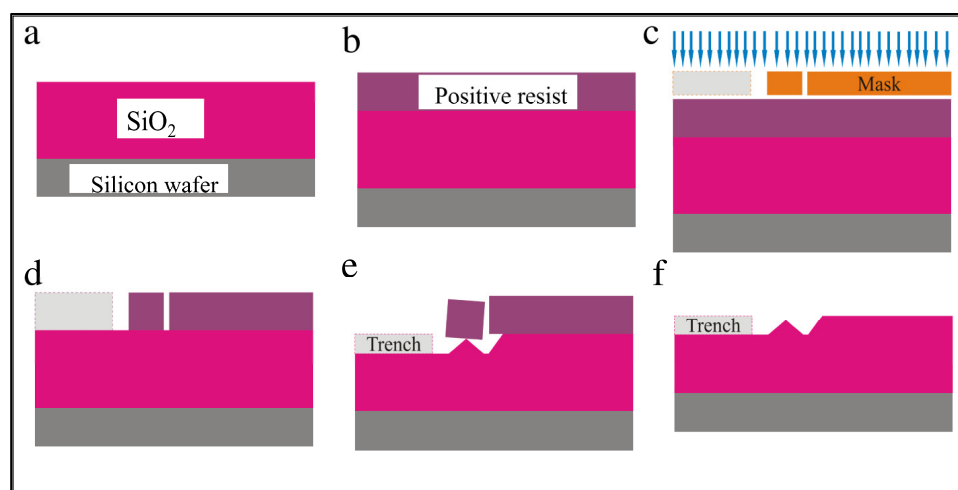 a
SiO₂
Silicon wafer
b
Positive resist
c
Mask
d
e
Trench
f
Trench